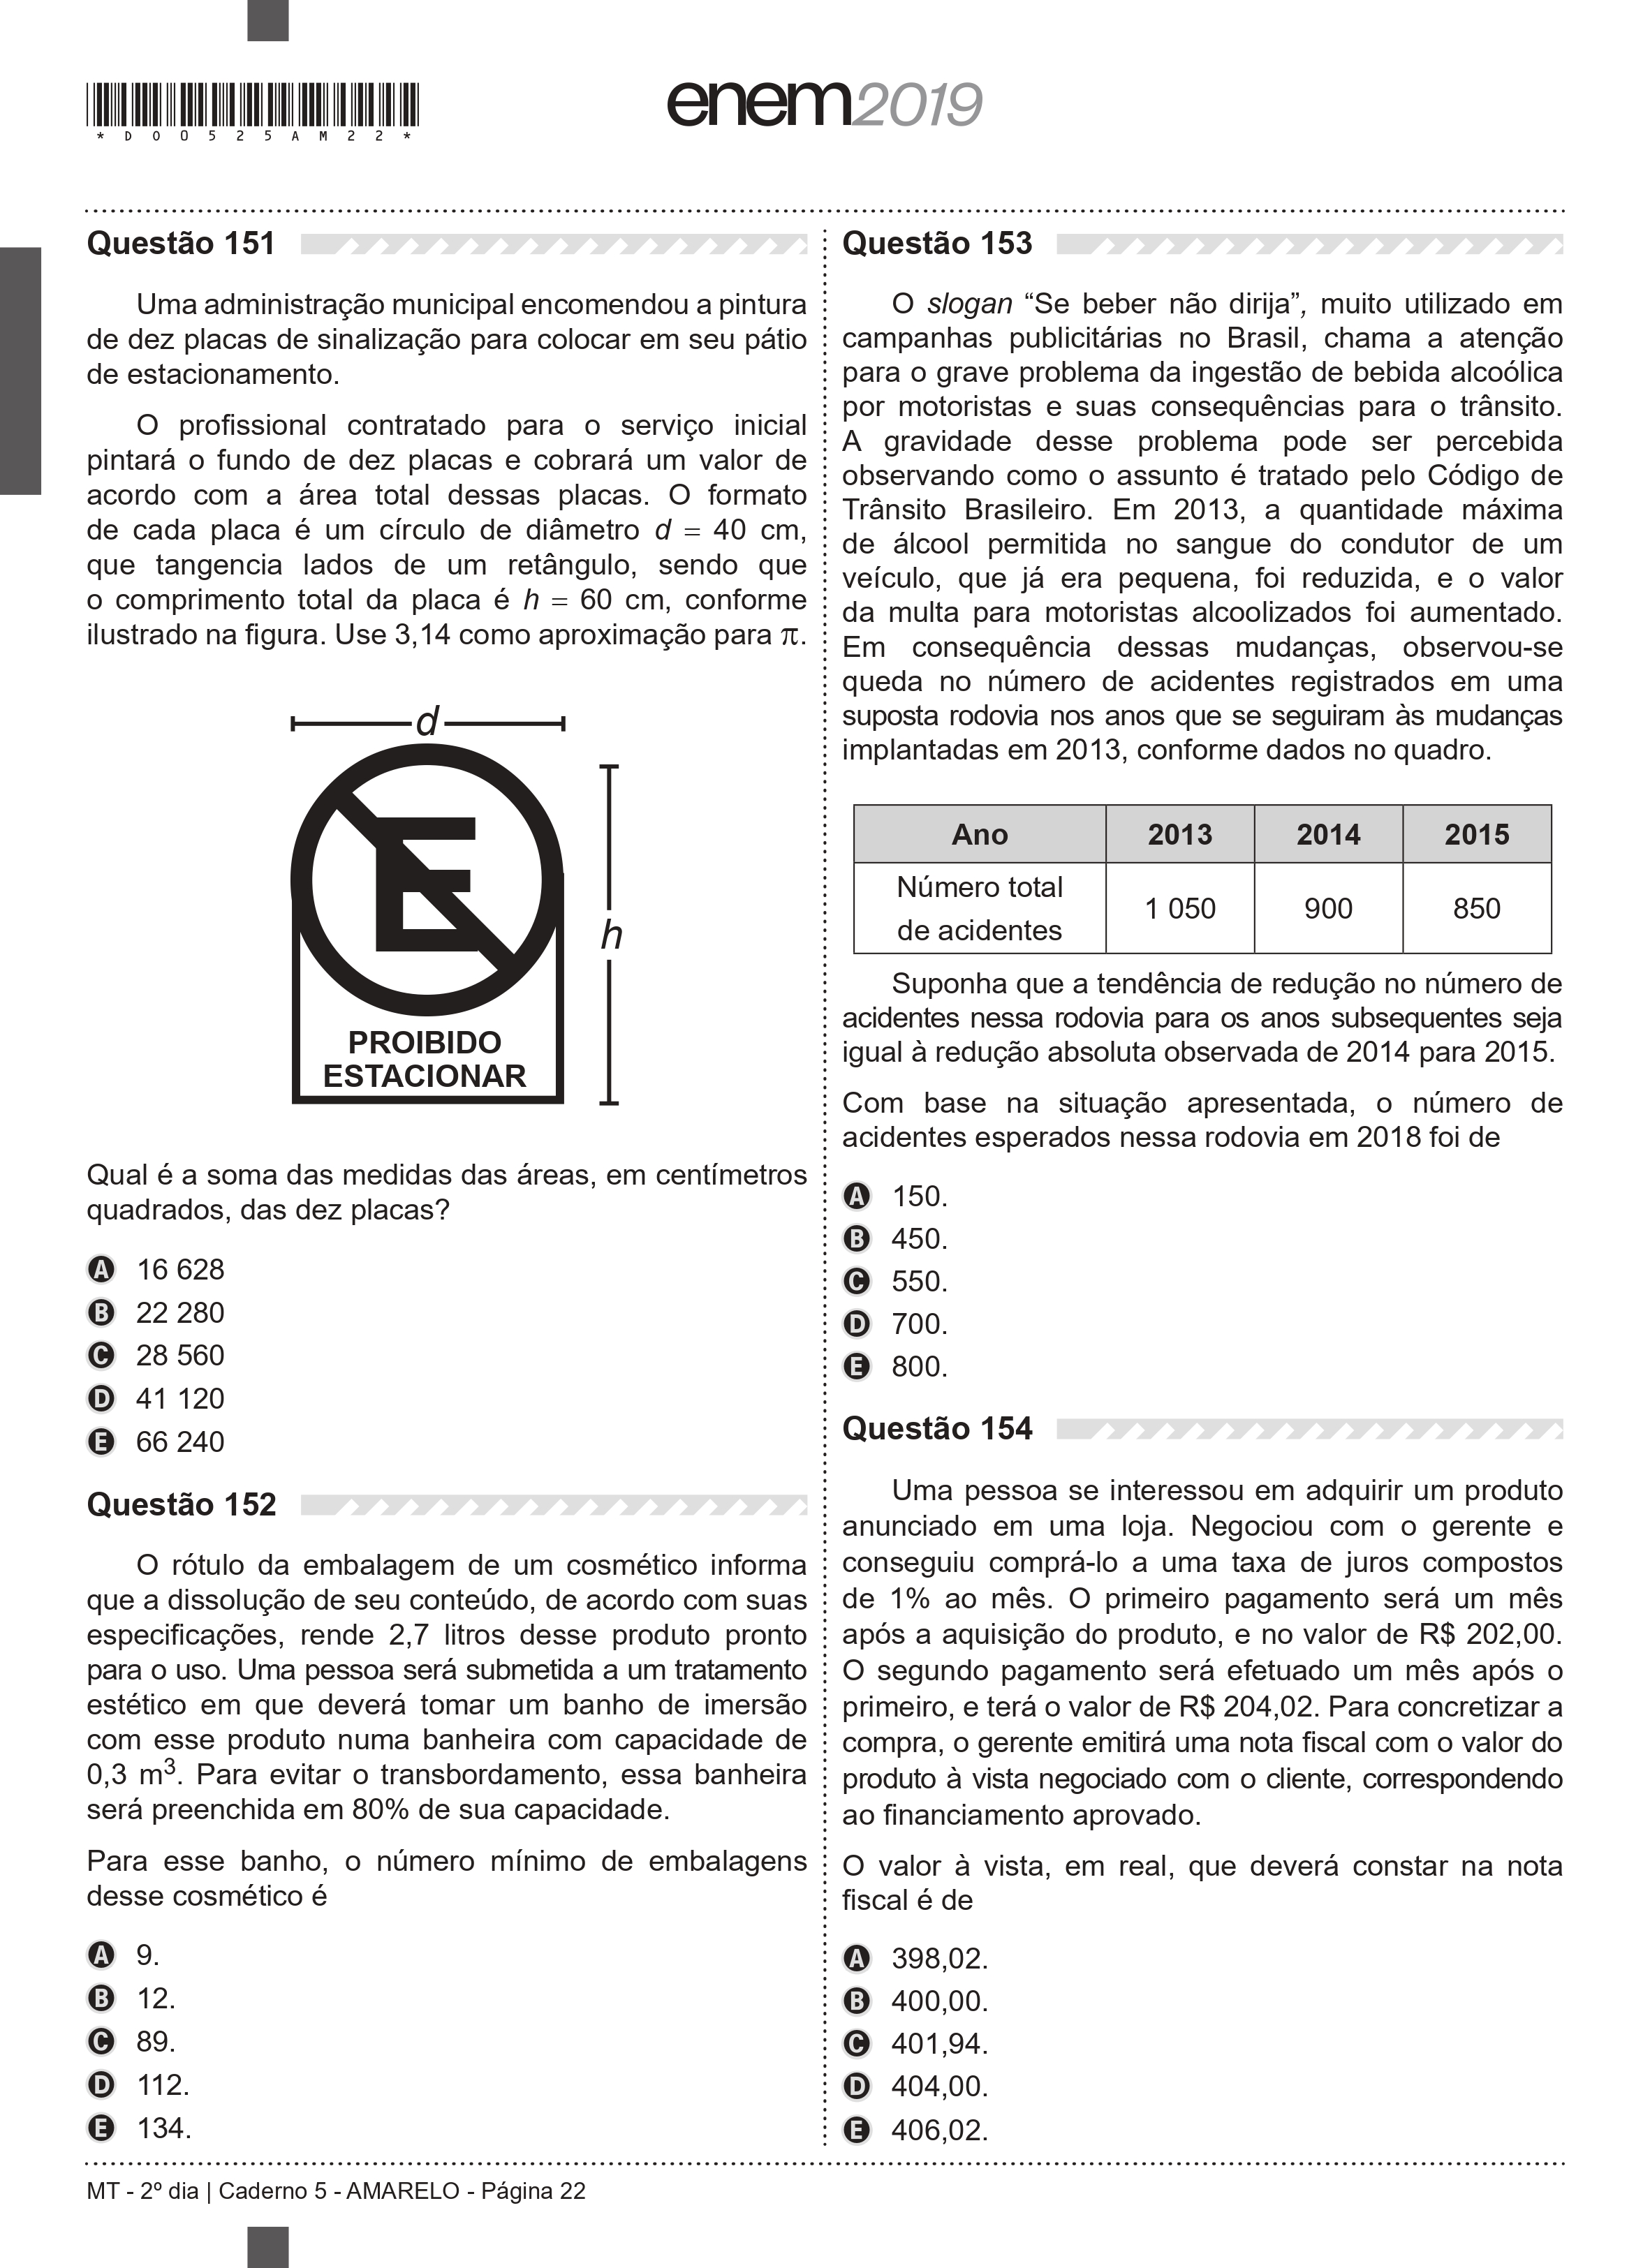 * D 0 0 5 2 5 A M 2 2 *
enem2019
Questão 151
Uma administração municipal encomendou a pintura
de dez placas de sinalização para colocar em seu pátio
de estacionamento.
O profissional contratado para o serviço inicial
pintará o fundo de dez placas e cobrará um valor de
acordo com a área total dessas placas. O formato
de cada placa é um círculo de diâmetro d = 40 cm,
que tangencia lados de um retângulo, sendo que
o comprimento total da placa é h = 60 cm, conforme
ilustrado na figura. Use 3,14 como aproximação para π.
d
E
h
PROIBIDO
ESTACIONAR
Qual é a soma das medidas das áreas, em centímetros
quadrados, das dez placas?
A 16 628
B 22 280
C 28 560
D 41 120
E 66 240
Questão 152
O rótulo da embalagem de um cosmético informa
que a dissolução de seu conteúdo, de acordo com suas
especificações, rende 2,7 litros desse produto pronto
para o uso. Uma pessoa será submetida a um tratamento
estético em que deverá tomar um banho de imersão
com esse produto numa banheira com capacidade de
0,3 m³. Para evitar o transbordamento, essa banheira
será preenchida em 80% de sua capacidade.
Para esse banho, o número mínimo de embalagens
desse cosmético é
A 9.
B 12.
C 89.
D 112.
E 134.
Questão 153
O slogan “Se beber não dirija”, muito utilizado em
campanhas publicitárias no Brasil, chama a atenção
para o grave problema da ingestão de bebida alcoólica
por motoristas e suas consequências para o trânsito.
A gravidade desse problema pode ser percebida
observando como o assunto é tratado pelo Código de
Trânsito Brasileiro. Em 2013, a quantidade máxima
de álcool permitida no sangue do condutor de um
veículo, que já era pequena, foi reduzida, e o valor
da multa para motoristas alcoolizados foi aumentado.
Em consequência dessas mudanças, observou-se
queda no número de acidentes registrados em uma
suposta rodovia nos anos que se seguiram às mudanças
implantadas em 2013, conforme dados no quadro.
Ano 2013 2014 2015
Número total
de acidentes 1 050 900 850
Suponha que a tendência de redução no número de
acidentes nessa rodovia para os anos subsequentes seja
igual à redução absoluta observada de 2014 para 2015.
Com base na situação apresentada, o número de
acidentes esperados nessa rodovia em 2018 foi de
A 150.
B 450.
C 550.
D 700.
E 800.
Questão 154
Uma pessoa se interessou em adquirir um produto
anunciado em uma loja. Negociou com o gerente e
conseguiu comprá-lo a uma taxa de juros compostos
de 1% ao mês. O primeiro pagamento será um mês
após a aquisição do produto, e no valor de R$ 202,00.
O segundo pagamento será efetuado um mês após o
primeiro, e terá o valor de R$ 204,02. Para concretizar a
compra, o gerente emitirá uma nota fiscal com o valor do
produto à vista negociado com o cliente, correspondendo
ao financiamento aprovado.
O valor à vista, em real, que deverá constar na nota
fiscal é de
A 398,02.
B 400,00.
C 401,94.
D 404,00.
E 406,02.
MT - 2º dia | Caderno 5 - AMARELO - Página 22